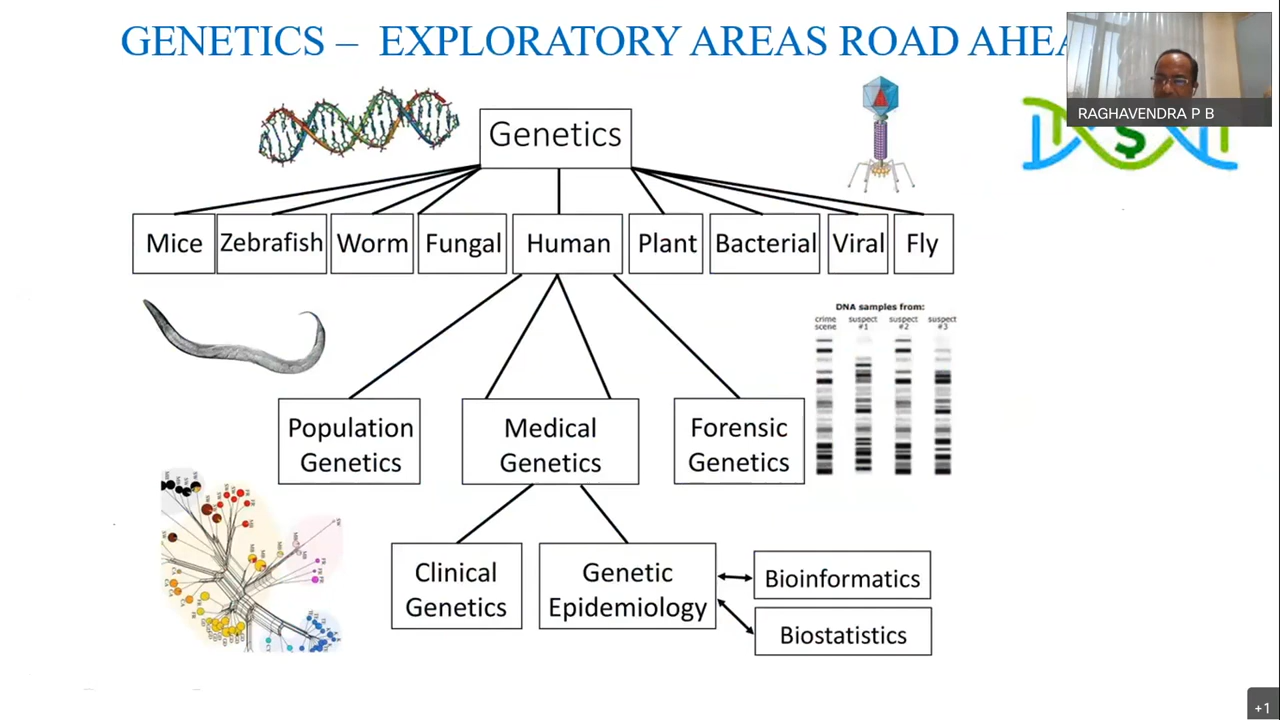 GENETICS – EXPLORATORY AREAS ROAD
RAGHAVENDRA P B
Genetics
$
Mice
Zebrafish
Worm
Fungal
Human
Plant
Bacterial
Viral
Fly
DNA samples from:
crime scene
suspect #1
suspect #2
suspect #3
Population
Genetics
Medical
Genetics
Forensic
Genetics
Clinical
Genetics
Genetic
Epidemiology
Bioinformatics
Biostatistics
+1